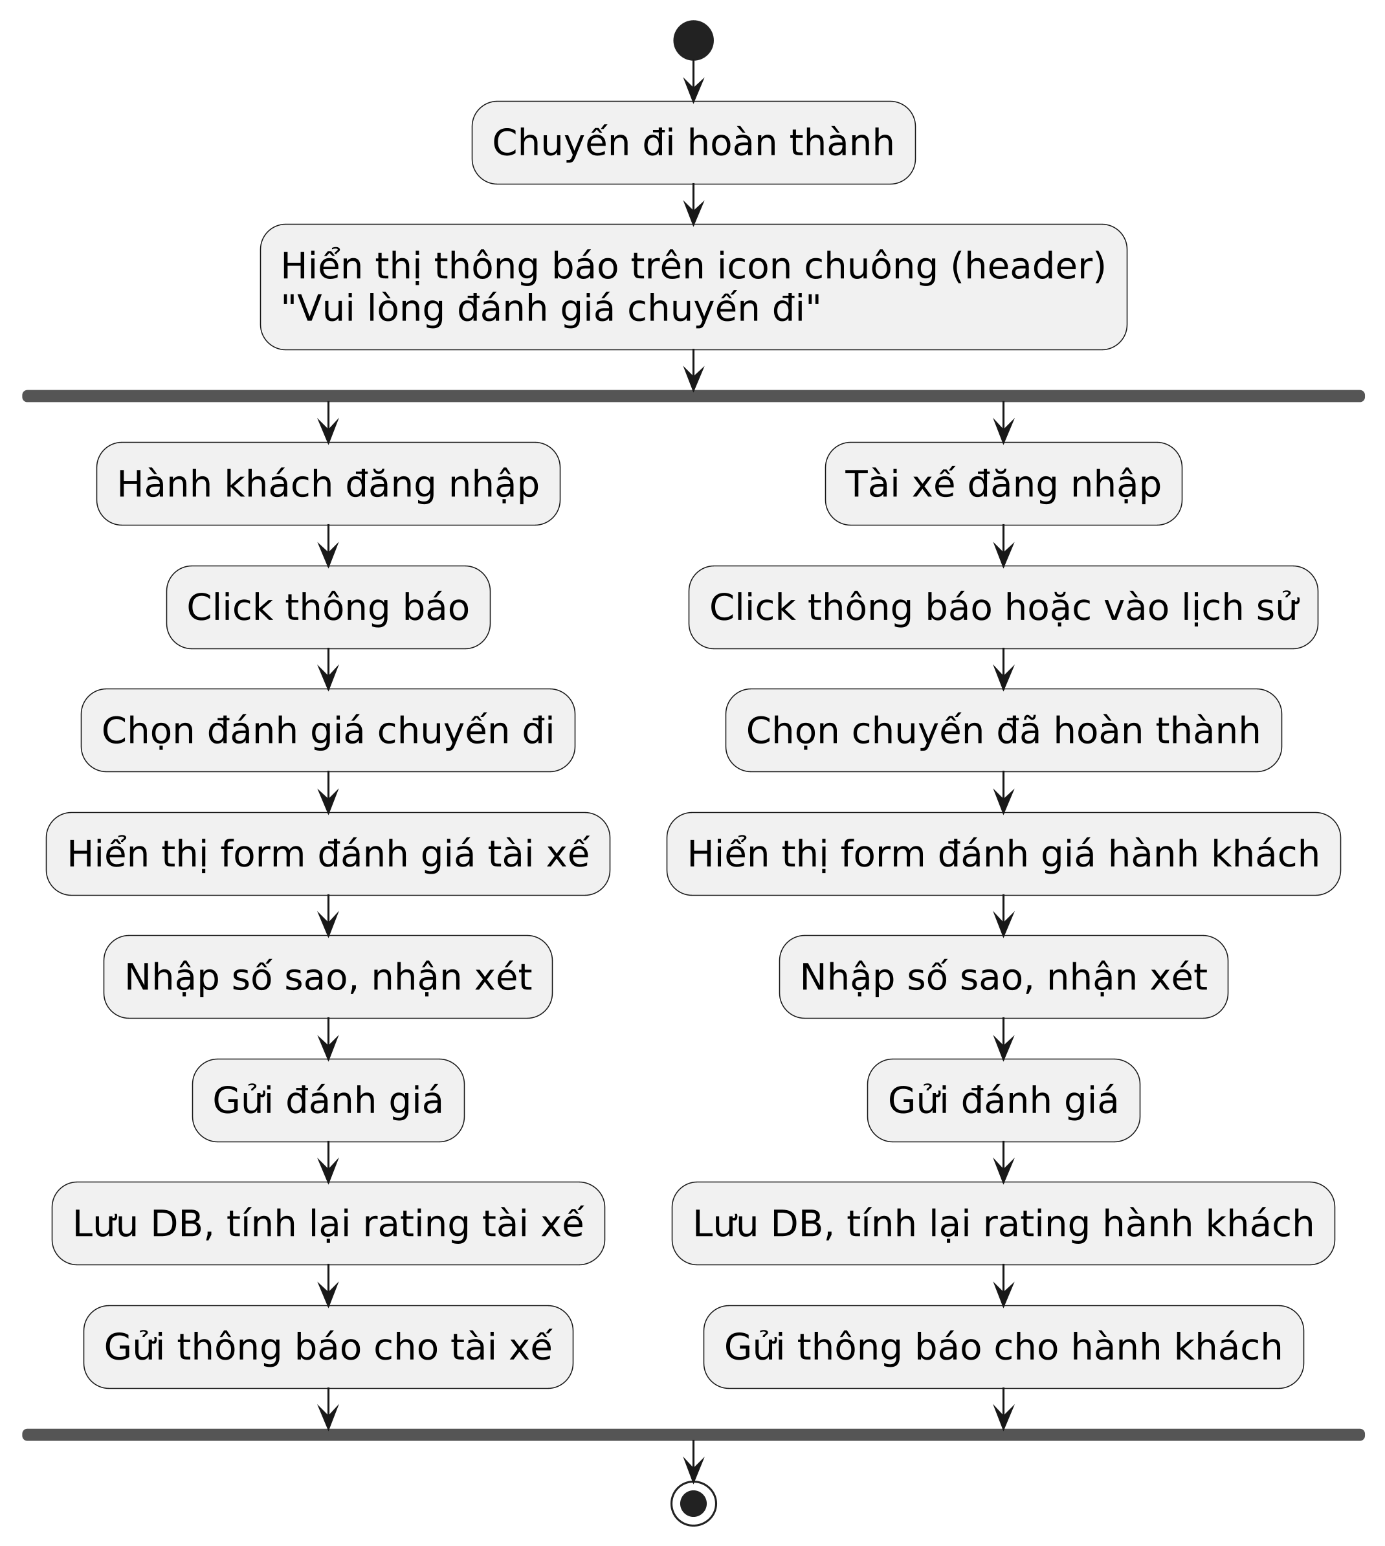 Chuyến đi hoàn thành
Hiển thị thông báo trên icon chuông (header)
"Vui lòng đánh giá chuyến đi"
Hành khách đăng nhập
Click thông báo
Chọn đánh giá chuyến đi
Hiển thị form đánh giá tài xế
Nhập số sao, nhận xét
Gửi đánh giá
Lưu DB, tính lại rating tài xế
Gửi thông báo cho tài xế
Tài xế đăng nhập
Click thông báo hoặc vào lịch sử
Chọn chuyến đã hoàn thành
Hiển thị form đánh giá hành khách
Nhập số sao, nhận xét
Gửi đánh giá
Lưu DB, tính lại rating hành khách
Gửi thông báo cho hành khách